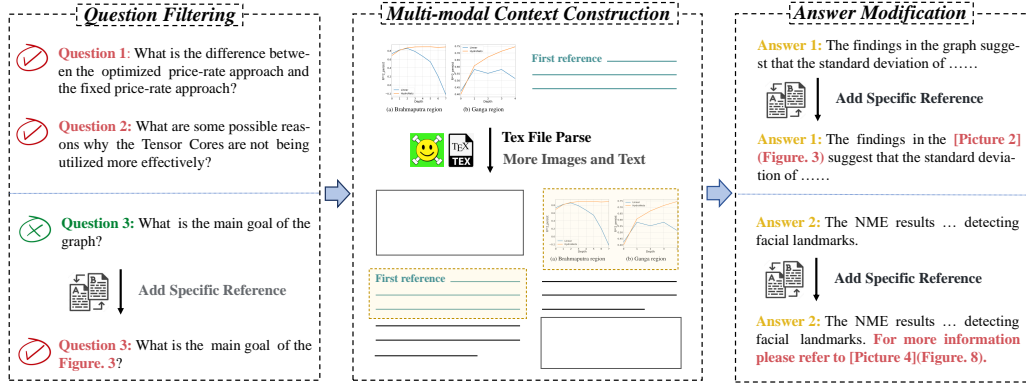 Question Filtering
Question 1: What is the difference betwe-
en the optimized price-rate approach and
the fixed price-rate approach?
Question 2: What are some possible reas-
ons why the Tensor Cores are not being
utilized more effectively?
Question 3: What is the main goal of the
graph?
A
B
Add Specific Reference
Question 3: What is the main goal of the
Figure. 3?
Multi-modal Context Construction
(a) Brahmaputra region
(b) Ganga region
First reference
Tex File Parse
TEX
TEX
More Images and Text
(a) Brahmaputra region
(b) Ganga region
First reference
Answer Modification
Answer 1: The findings in the graph sugge-
st that the standard deviation of ……
A
B
Add Specific Reference
Answer 1: The findings in the [Picture 2]
(Figure. 3) suggest that the standard devia-
tion of ……
Answer 2: The NME results … detecting
facial landmarks.
A
B
Add Specific Reference
Answer 2: The NME results … detecting
facial landmarks. For more information
please refer to [Picture 4](Figure. 8).